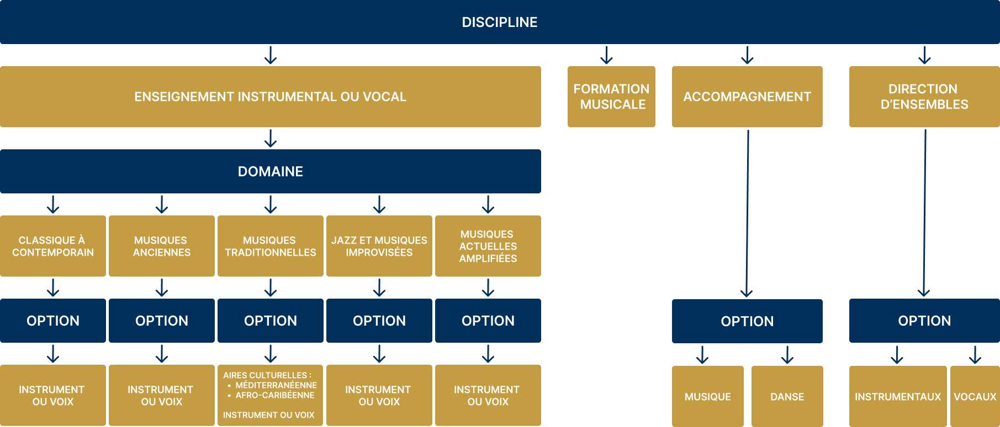 DISCIPLINE
ENSEIGNEMENT INSTRUMENTAL OU VOCAL
FORMATION
MUSICALE
ACCOMPAGNEMENT
DIRECTION
D’ENSEMBLES
DOMAINE
CLASSIQUE À
CONTEMPORAIN
MUSIQUES
ANCIENNES
MUSIQUES
TRADITIONNELLES
JAZZ ET MUSIQUES
IMPROVISÉES
MUSIQUES
ACTUELLES
AMPLIFIÉES
OPTION
OPTION
OPTION
OPTION
OPTION
OPTION
OPTION
INSTRUMENT
OU VOIX
INSTRUMENT
OU VOIX
AIRES CULTURELLES :
• MÉDITERRANÉENNE
• AFRO-CARIBÉENNE
INSTRUMENT OU VOIX
INSTRUMENT
OU VOIX
INSTRUMENT
OU VOIX
MUSIQUE
DANSE
INSTRUMENTAUX
VOCAUX